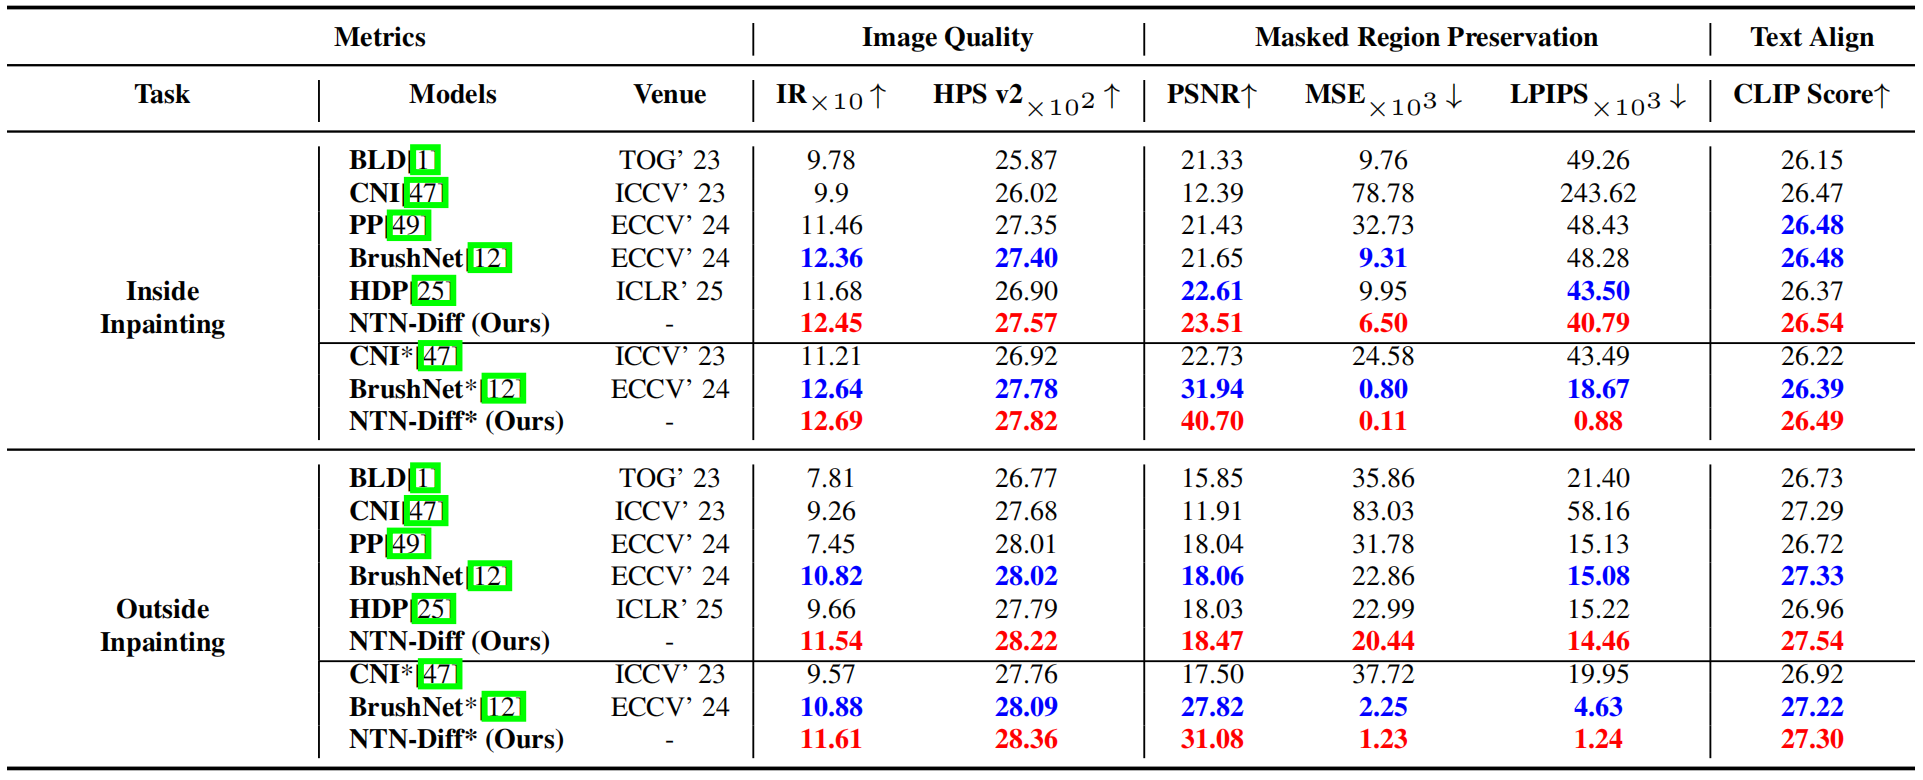 Metrics Image Quality Masked Region Preservation Text Align
Task Models Venue IR×10↑ HPS v2×10²↑ PSNR↑ MSE×10³↓ LPIPS×10³↓ CLIP Score↑
BLD[1] TOG’ 23 9.78 25.87 21.33 9.76 49.26 26.15
CNI[47] ICCV’ 23 9.9 26.02 12.39 78.78 243.62 26.47
PP[49] ECCV’ 24 11.46 27.35 21.43 32.73 48.43 26.48
BrushNet[12] ECCV’ 24 12.36 27.40 21.65 9.31 48.28 26.48
Inside HDP[25] ICLR’ 25 11.68 26.90 22.61 9.95 43.50 26.37
Inpainting NTN-Diff (Ours) - 12.45 27.57 23.51 6.50 40.79 26.54
CNI*[47] ICCV’ 23 11.21 26.92 22.73 24.58 43.49 26.22
BrushNet*[12] ECCV’ 24 12.64 27.78 31.94 0.80 18.67 26.39
NTN-Diff* (Ours) - 12.69 27.82 40.70 0.11 0.88 26.49
BLD[1] TOG’ 23 7.81 26.77 15.85 35.86 21.40 26.73
CNI[47] ICCV’ 23 9.26 27.68 11.91 83.03 58.16 27.29
PP[49] ECCV’ 24 7.45 28.01 18.04 31.78 15.13 26.72
BrushNet[12] ECCV’ 24 10.82 28.02 18.06 22.86 15.08 27.33
Outside HDP[25] ICLR’ 25 9.66 27.79 18.03 22.99 15.22 26.96
Inpainting NTN-Diff (Ours) - 11.54 28.22 18.47 20.44 14.46 27.54
CNI*[47] ICCV’ 23 9.57 27.76 17.50 37.72 19.95 26.92
BrushNet*[12] ECCV’ 24 10.88 28.09 27.82 2.25 4.63 27.22
NTN-Diff* (Ours) - 11.61 28.36 31.08 1.23 1.24 27.30